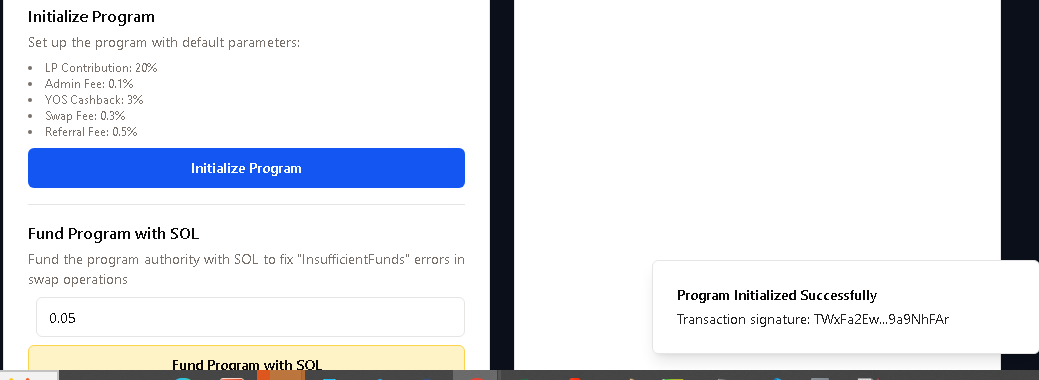 Initialize Program
Set up the program with default parameters:
• LP Contribution: 20%
• Admin Fee: 0.1%
• YOS Cashback: 3%
• Swap Fee: 0.3%
• Referral Fee: 0.5%
Initialize Program
Fund Program with SOL
Fund the program authority with SOL to fix "InsufficientFunds" errors in
swap operations
0.05
Fund Program with SOL
Program Initialized Successfully
Transaction signature: TWxFa2Ew...9a9NhFAr